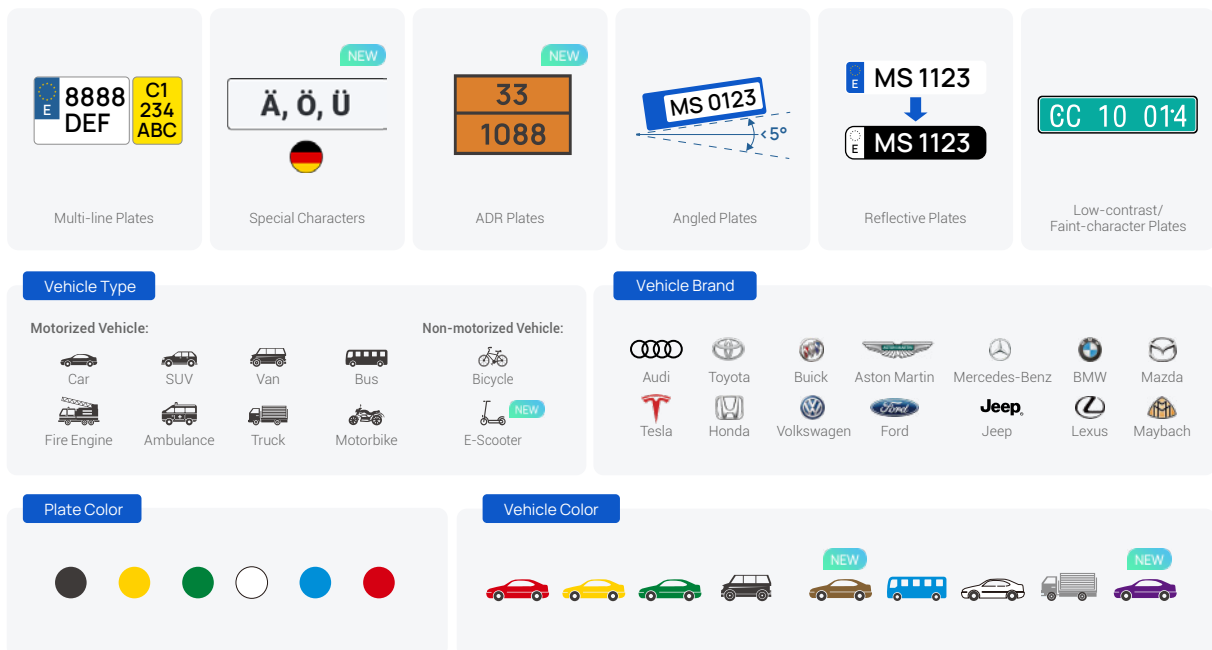 8888
DEF
E
C1
234
ABC
Multi-line Plates
NEW
Ä, Ö, Ü
Special Characters
NEW
33
1088
ADR Plates
MS 0123
<5°
Angled Plates
E
MS 1123
E
MS 1123
Reflective Plates
CC 10 014
Low-contrast/
Faint-character Plates
Vehicle Type
Motorized Vehicle:
Non-motorized Vehicle:
Car
SUV
Van
Bus
Bicycle
NEW
Fire Engine
Ambulance
Truck
Motorbike
E-Scooter
Vehicle Brand
Audi
Toyota
Buick
Aston Martin
Mercedes-Benz
BMW
Mazda
Ford
Jeep
Tesla
Honda
Volkswagen
Ford
Jeep
Lexus
Maybach
Plate Color
Vehicle Color
NEW
NEW